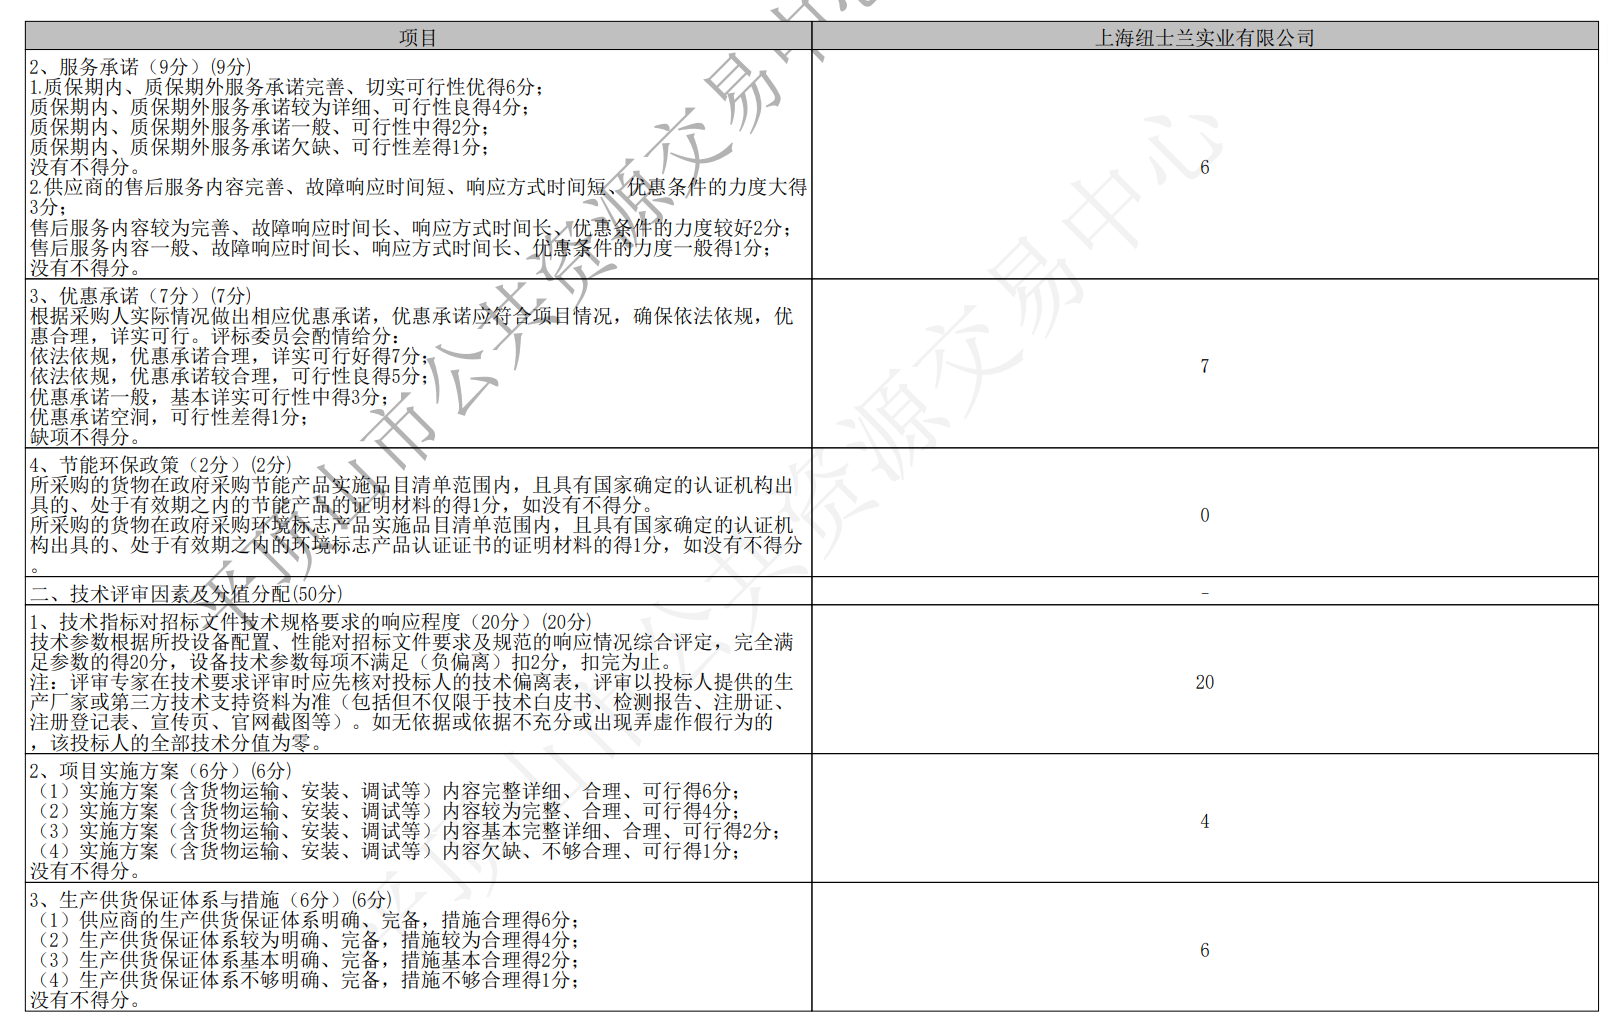 项目
上海纽士兰实业有限公司
2、服务承诺（9分）(9分)
1.质保期内、质保期外服务承诺完善、切实可行性优得6分；
质保期内、质保期外服务承诺较为详细、可行性良得4分；
质保期内、质保期外服务承诺一般、可行性中得2分；
质保期内、质保期外服务承诺欠缺、可行性差得1分；
没有不得分。
2.供应商的售后服务内容完善、故障响应时间短、响应方式时间短、优惠条件的力度大得
3分；
售后服务内容较为完善、故障响应时间长、响应方式时间长、优惠条件的力度较好2分；
售后服务内容一般、故障响应时间长、响应方式时间长、优惠条件的力度一般得1分；
没有不得分。
6
3、优惠承诺（7分）(7分)
根据采购人实际情况做出相应优惠承诺，优惠承诺应符合项目情况，确保依法依规，优
惠合理，详实可行。评标委员会酌情给分：
依法依规，优惠承诺合理，详实可行好得7分；
依法依规，优惠承诺较合理，可行性良得5分；
优惠承诺一般，基本详实可行性中得3分；
优惠承诺空洞，可行性差得1分；
缺项不得分。
7
4、节能环保政策（2分）(2分)
所采购的货物在政府采购节能产品实施品目清单范围内，且具有国家确定的认证机构出
具的、处于有效期之内的节能产品的证明材料的得1分，如没有不得分。
所采购的货物在政府采购环境标志产品实施品目清单范围内，且具有国家确定的认证机
构出具的、处于有效期之内的环境标志产品认证证书的证明材料的得1分，如没有不得分
。
0
二、技术评审因素及分值分配(50分)
-
1、技术指标对招标文件技术规格要求的响应程度（20分）(20分)
技术参数根据所投设备配置、性能对招标文件要求及规范的响应情况综合评定，完全满
足参数的得20分，设备技术参数每项不满足（负偏离）扣2分，扣完为止。
注：评审专家在技术要求评审时应先核对投标人的技术偏离表，评审以投标人提供的生
产厂家或第三方技术支持资料为准（包括但不仅限于技术白皮书、检测报告、注册证、
注册登记表、宣传页、官网截图等）。如无依据或依据不充分或出现弄虚作假行为的
，该投标人的全部技术分值为零。
20
2、项目实施方案（6分）(6分)
（1）实施方案（含货物运输、安装、调试等）内容完整详细、合理、可行得6分；
（2）实施方案（含货物运输、安装、调试等）内容较为完整、合理、可行得4分；
（3）实施方案（含货物运输、安装、调试等）内容基本完整详细、合理、可行得2分；
（4）实施方案（含货物运输、安装、调试等）内容欠缺、不够合理、可行得1分；
没有不得分。
4
3、生产供货保证体系与措施（6分）(6分)
（1）供应商的生产供货保证体系明确、完备，措施合理得6分；
（2）生产供货保证体系较为明确、完备，措施较为合理得4分；
（3）生产供货保证体系基本明确、完备，措施基本合理得2分；
（4）生产供货保证体系不够明确、完备，措施不够合理得1分；
没有不得分。
6
平顶山市公共资源交易中心
平顶山市公共资源交易中心